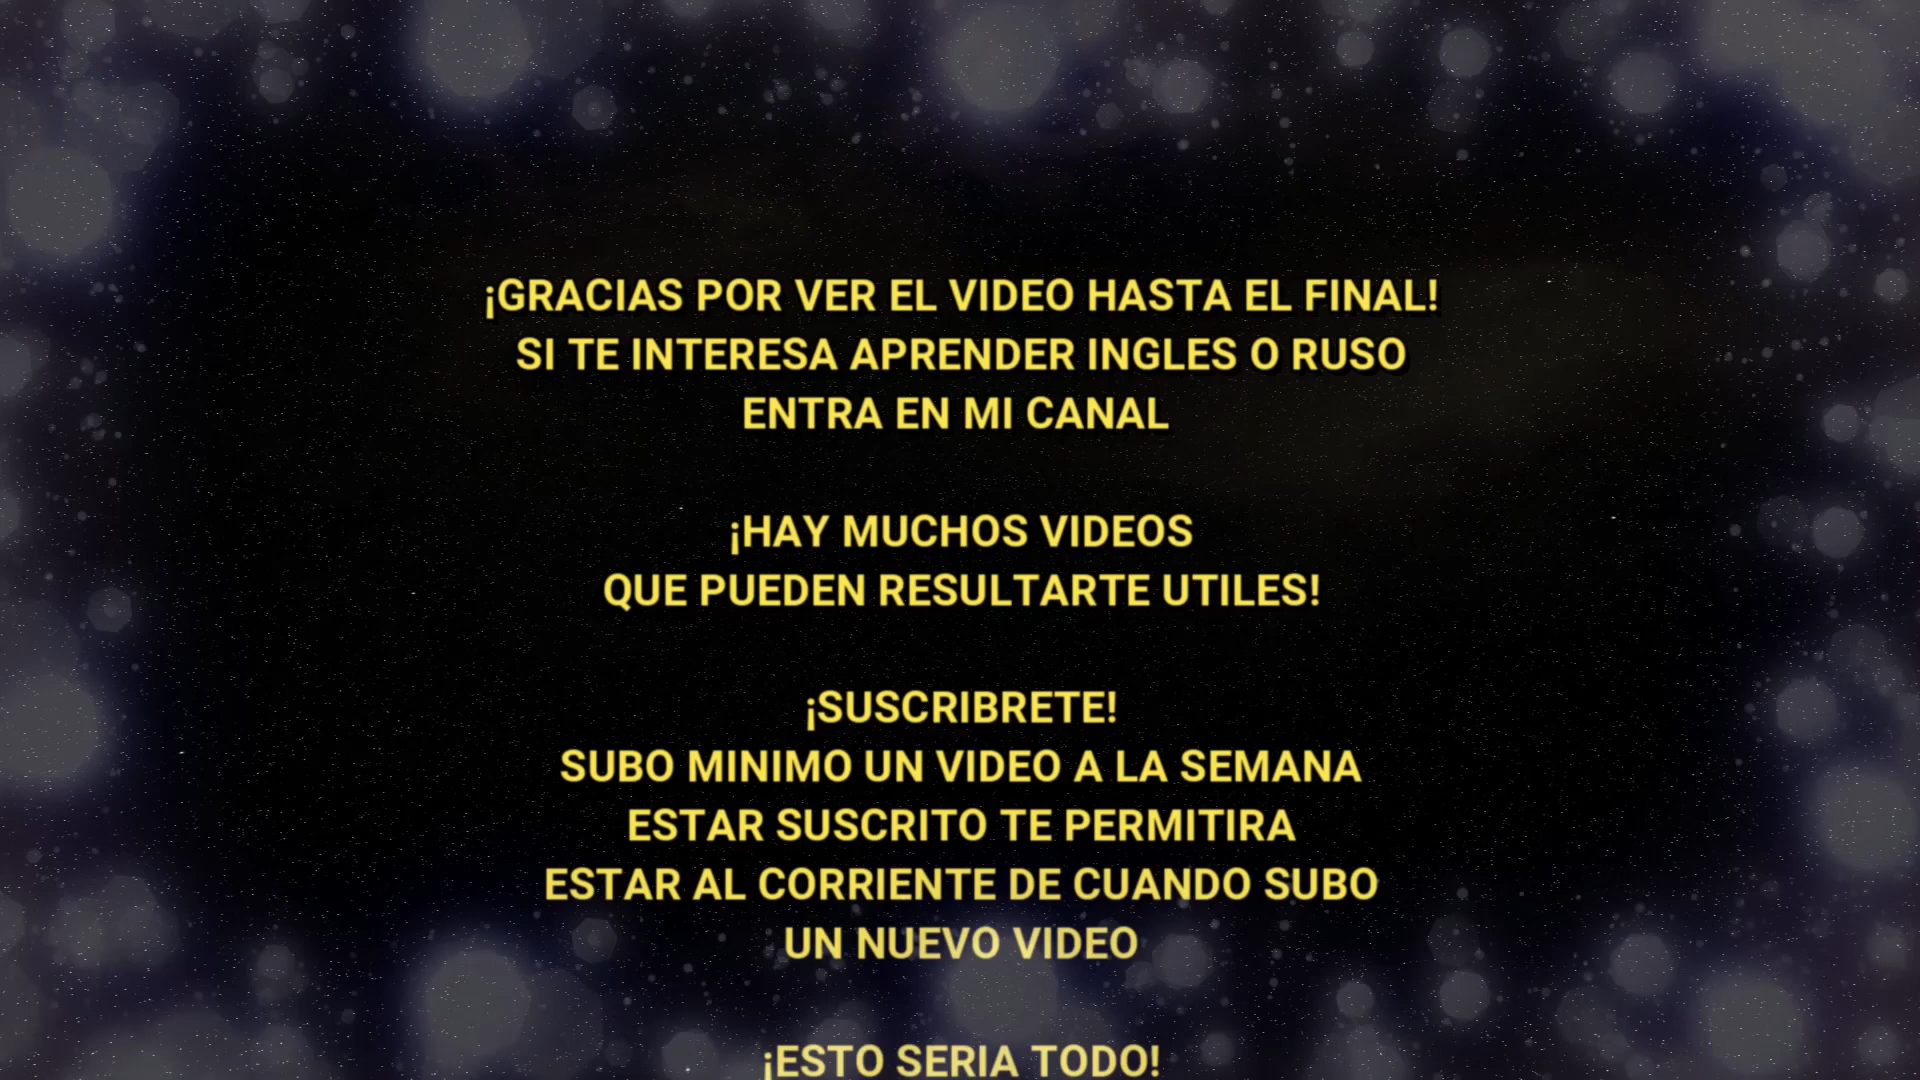 ¡GRACIAS POR VER EL VIDEO HASTA EL FINAL!
SI TE INTERESA APRENDER INGLES O RUSO
ENTRA EN MI CANAL
¡HAY MUCHOS VIDEOS
QUE PUEDEN RESULTARTE UTILES!
¡SUSCRIBRETE!
SUBO MINIMO UN VIDEO A LA SEMANA
ESTAR SUSCRITO TE PERMITIRA
ESTAR AL CORRIENTE DE CUANDO SUBO
UN NUEVO VIDEO
¡ESTO SERIA TODO!